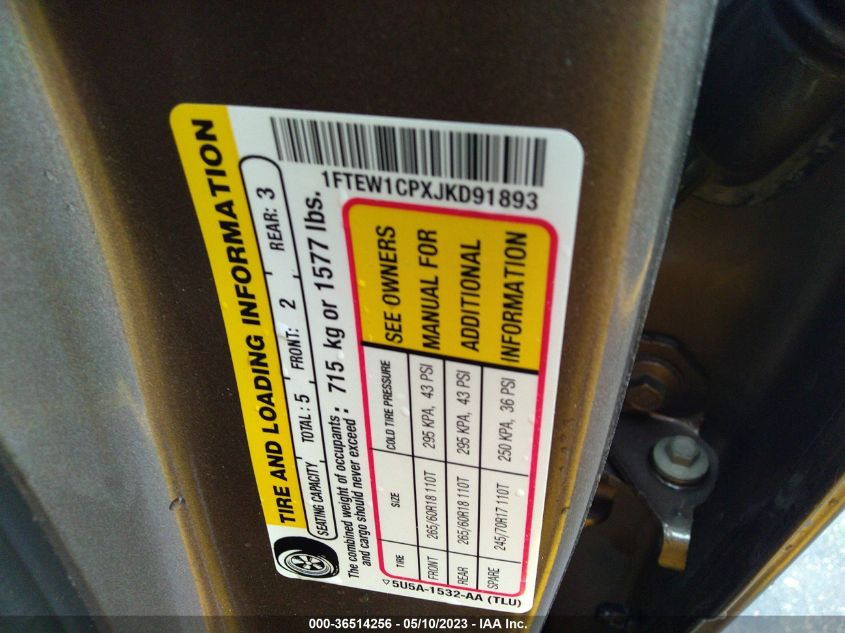 TIRE AND LOADING INFORMATION
SEATING CAPACITY TOTAL: 5 FRONT: 2 REAR: 3
The combined weight of occupants
and cargo should never exceed : 715 kg or 1577 lbs.
TIRE SIZE COLD TIRE PRESSURE
FRONT 265/60R18 110T 295 KPA, 43 PSI
REAR 265/60R18 110T 295 KPA, 43 PSI
SPARE 245/70R17 110T 250 KPA, 36 PSI
SEE OWNERS
MANUAL FOR
ADDITIONAL
INFORMATION
5U5A-1532-AA (TLU)
1FTEW1CPXJKD91893
000-36514256 - 05/10/2023 - IAA Inc.